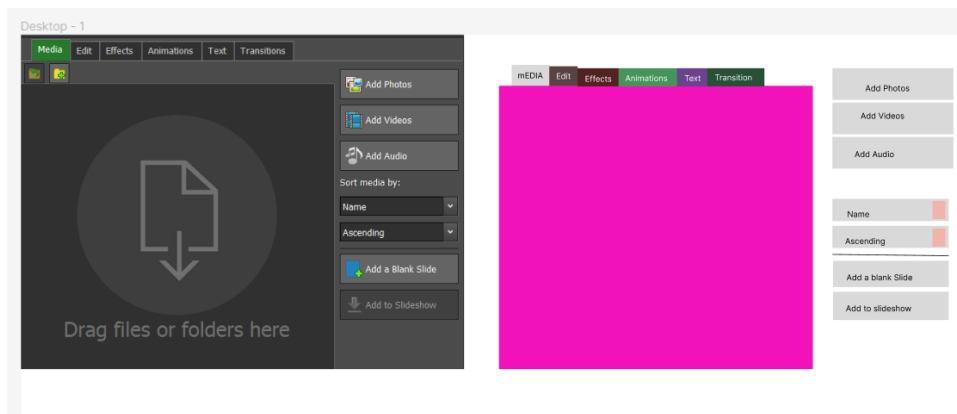 Desktop - 1
Media Edit Effects Animations Text Transitions
Add Photos
Add Videos
Add Audio
Sort media by:
Name
Ascending
Add a Blank Slide
Add to Slideshow
Drag files or folders here
mEDIA Edit Effects Animations Text Transition
Add Photos
Add Videos
Add Audio
Name
Ascending
Add a blank Slide
Add to slideshow